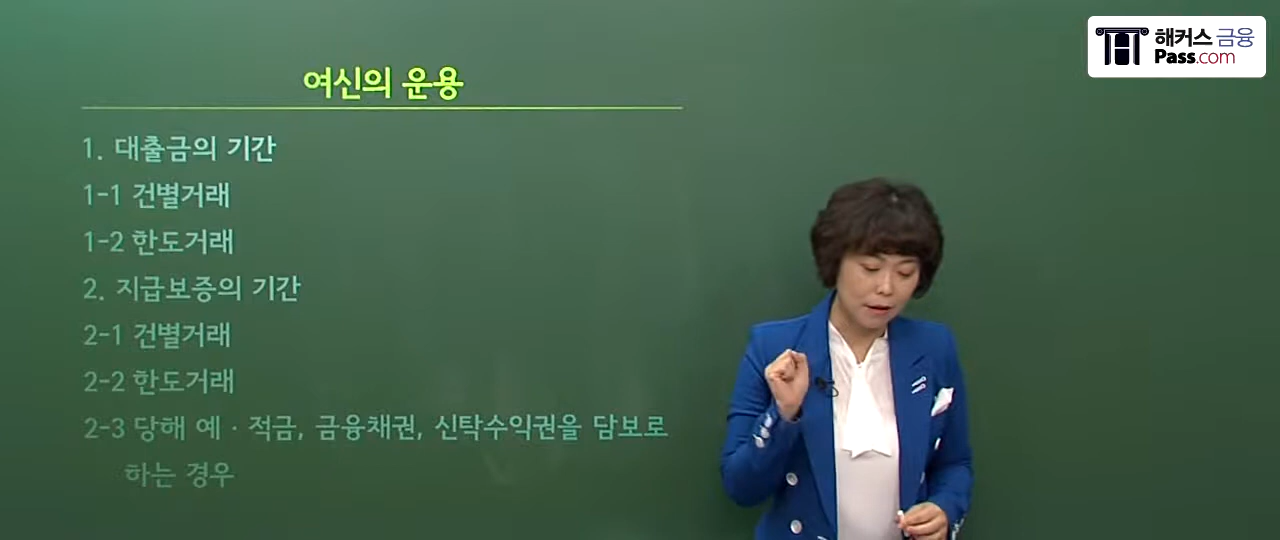 해커스 금융
Pass.com
여신의 운용
1. 대출금의 기간
1-1 건별거래
1-2 한도거래
2. 지급보증의 기간
2-1 건별거래
2-2 한도거래
2-3 당해 예 · 적금, 금융채권, 신탁수익권을 담보로
하는 경우